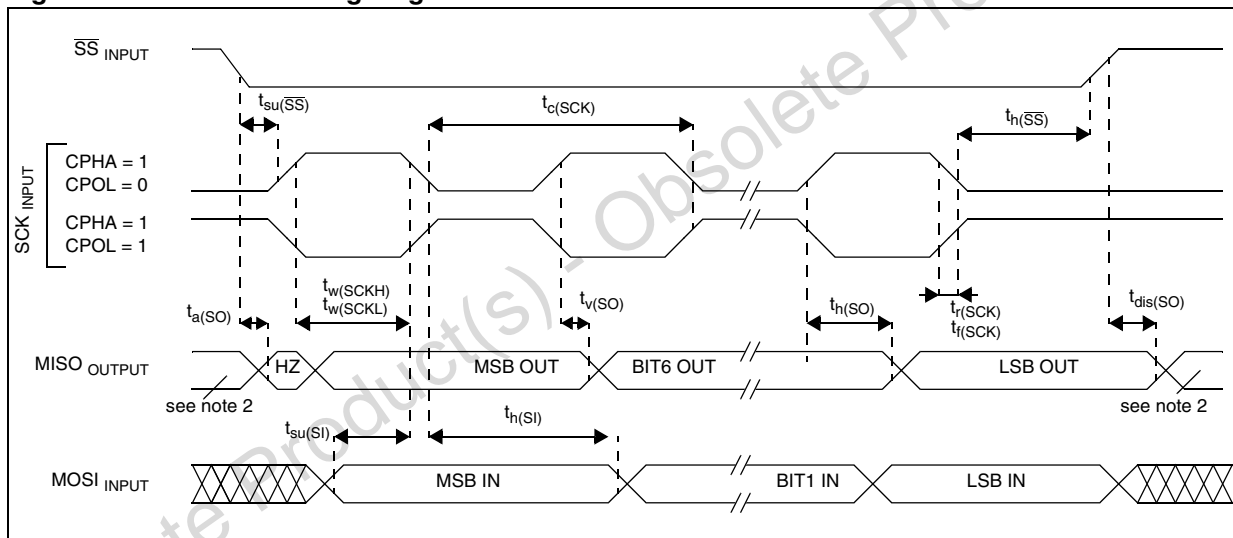 SS INPUT
tsu(SS)
tc(SCK)
th(SS)
SCK INPUT
CPHA = 1
CPOL = 0
CPHA = 1
CPOL = 1
ta(SO)
tw(SCKH)
tw(SCKL)
tv(SO)
th(SO)
tr(SCK)
tf(SCK)
tdis(SO)
MISO OUTPUT
HZ
MSB OUT
BIT6 OUT
LSB OUT
see note 2
see note 2
tsu(SI)
th(SI)
MOSI INPUT
MSB IN
BIT1 IN
LSB IN
Product(s) - Obsolete